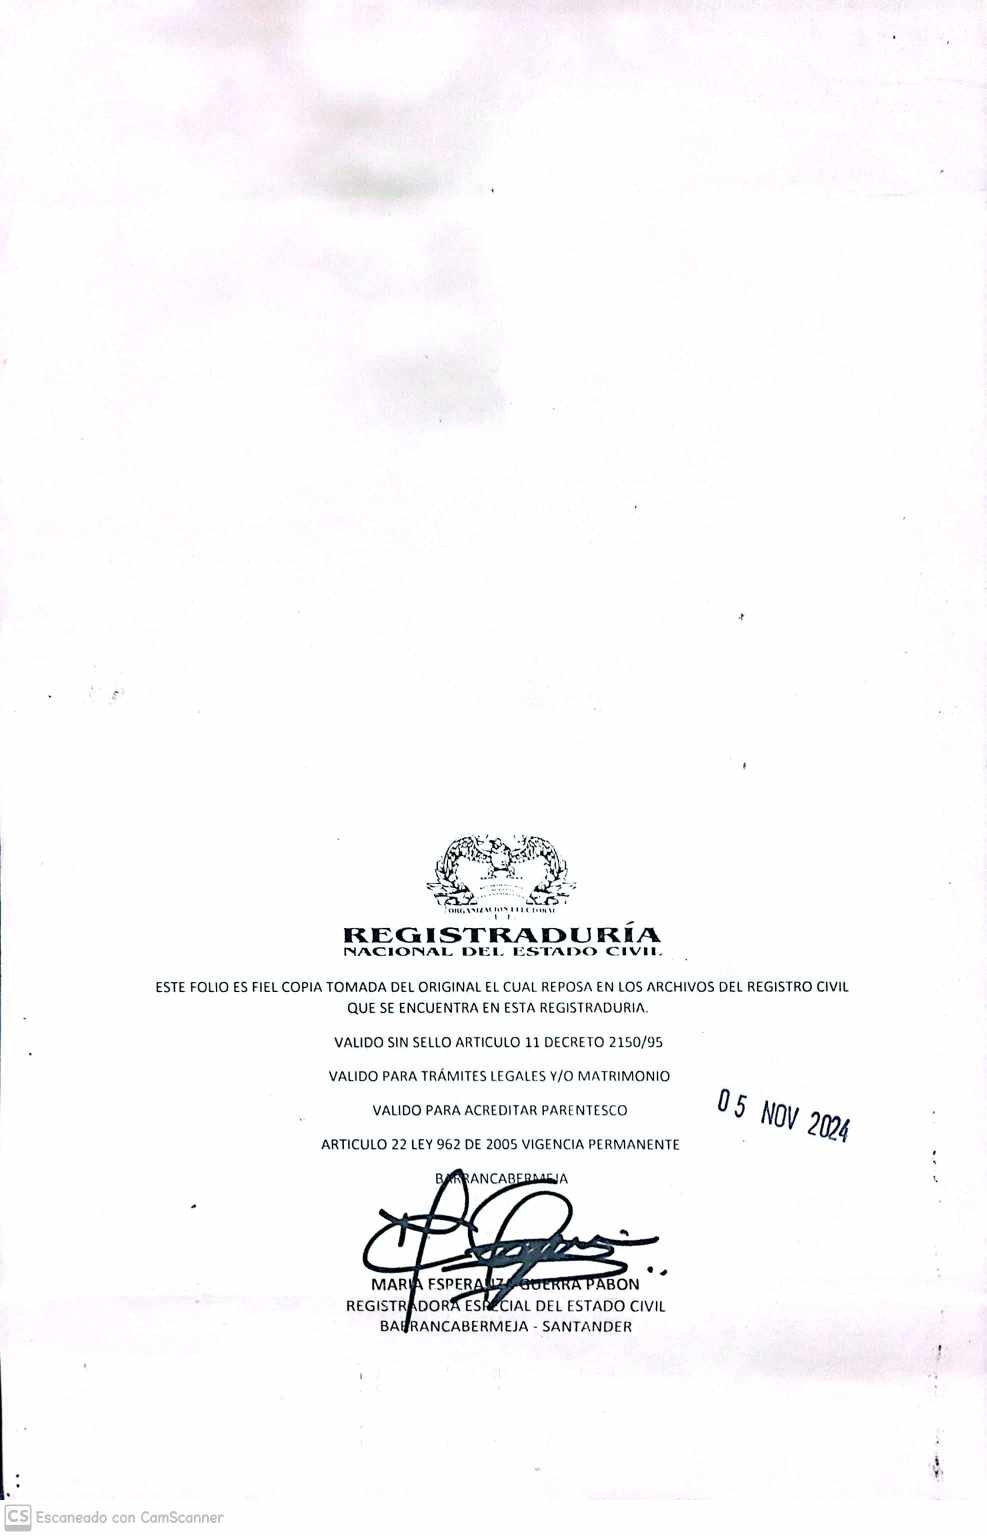 ORGANIZACION ELECTORAL
REGISTRADURÍA
NACIONAL DEL ESTADO CIVIL
ESTE FOLIO ES FIEL COPIA TOMADA DEL ORIGINAL EL CUAL REPOSA EN LOS ARCHIVOS DEL REGISTRO CIVIL
QUE SE ENCUENTRA EN ESTA REGISTRADURIA.
VALIDO SIN SELLO ARTICULO 11 DECRETO 2150/95
VALIDO PARA TRÁMITES LEGALES Y/O MATRIMONIO
VALIDO PARA ACREDITAR PARENTESCO
05 NOV 2024
ARTICULO 22 LEY 962 DE 2005 VIGENCIA PERMANENTE
BARRANCABERMEJA
MARIA ESPERANZA GUERRA PABON
REGISTRADORA ESPECIAL DEL ESTADO CIVIL
BARRANCABERMEJA - SANTANDER
CS Escaneado con CamScanner